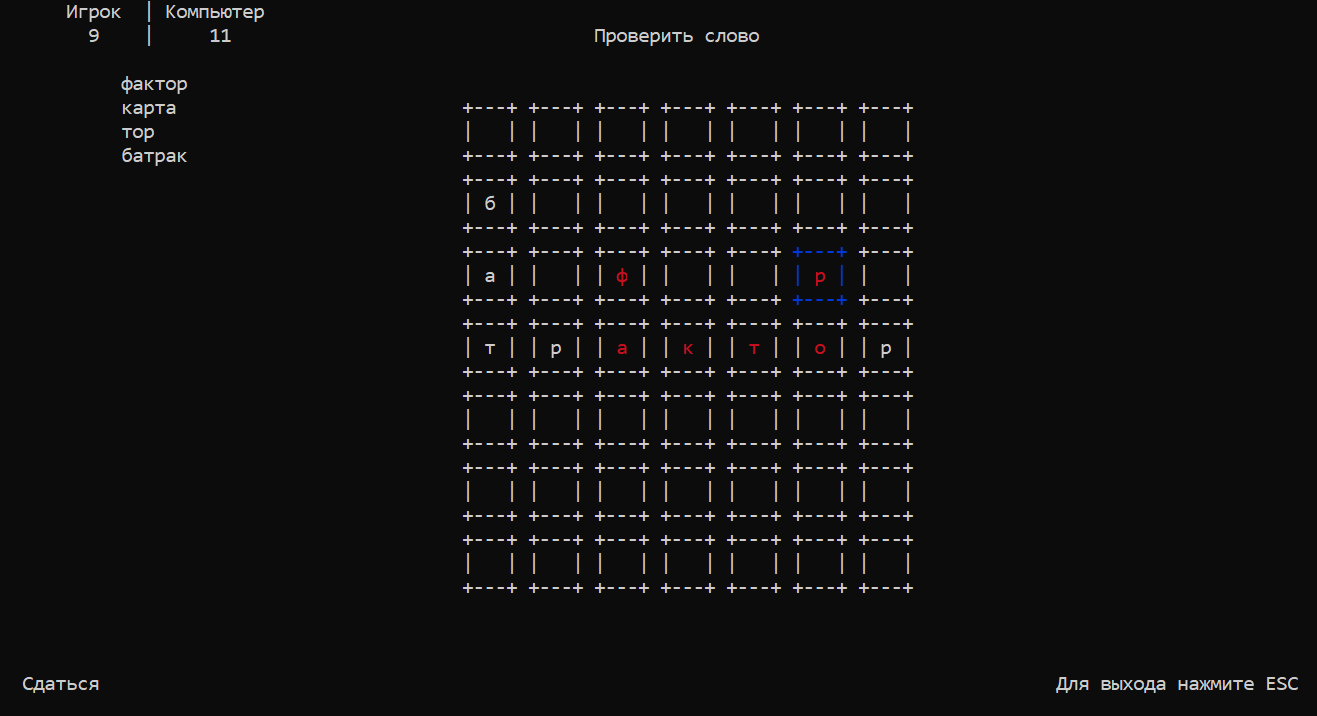 Игрок | Компьютер
9 | 11
Проверить слово
фактор
карта
тор
батрак
б
а ф р
т р а к т о р
Сдаться
Для выхода нажмите ESC